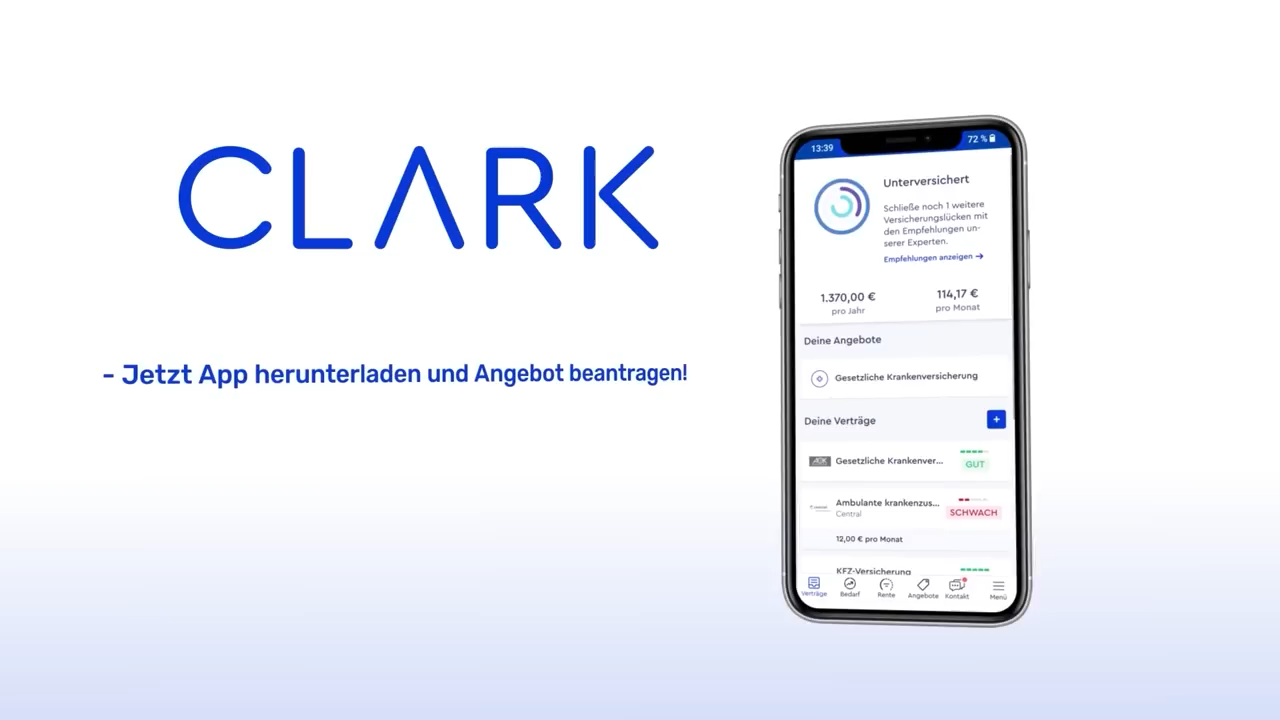 CLARK
- Jetzt App herunterladen und Angebot beantragen!
13:39
72 %
Unterversichert
Schließe noch 1 weitere
Versicherungslücken mit
den Empfehlungen un-
serer Experten.
Empfehlungen anzeigen →
1.370,00 €
pro Jahr
114,17 €
pro Monat
Deine Angebote
Gesetzliche Krankenversicherung
Deine Verträge
+
AOK
Gesetzliche Krankenver...
GUT
Ambulante krankenzus...
Central
SCHWACH
12,00 € pro Monat
KFZ-Versicherung
Verträge
Bedarf
Rente
Angebote
Kontakt
Menü